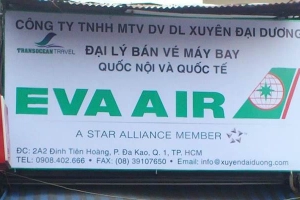 CÔNG TY TNHH MTV DV DL XUYÊN ĐẠI DƯƠNG
TRANSOCEAN TRAVEL
ĐẠI LÝ BÁN VÉ MÁY BAY
QUỐC NỘI VÀ QUỐC TẾ
EVA AIR
A STAR ALLIANCE MEMBER
ĐC: 2A2 Đinh Tiên Hoàng, P. Đa Kao, Q. 1, TP. HCM
TEL: 0908.402.666 • FAX: (08) 39107650 • Email: info@xuyendaiduong.com